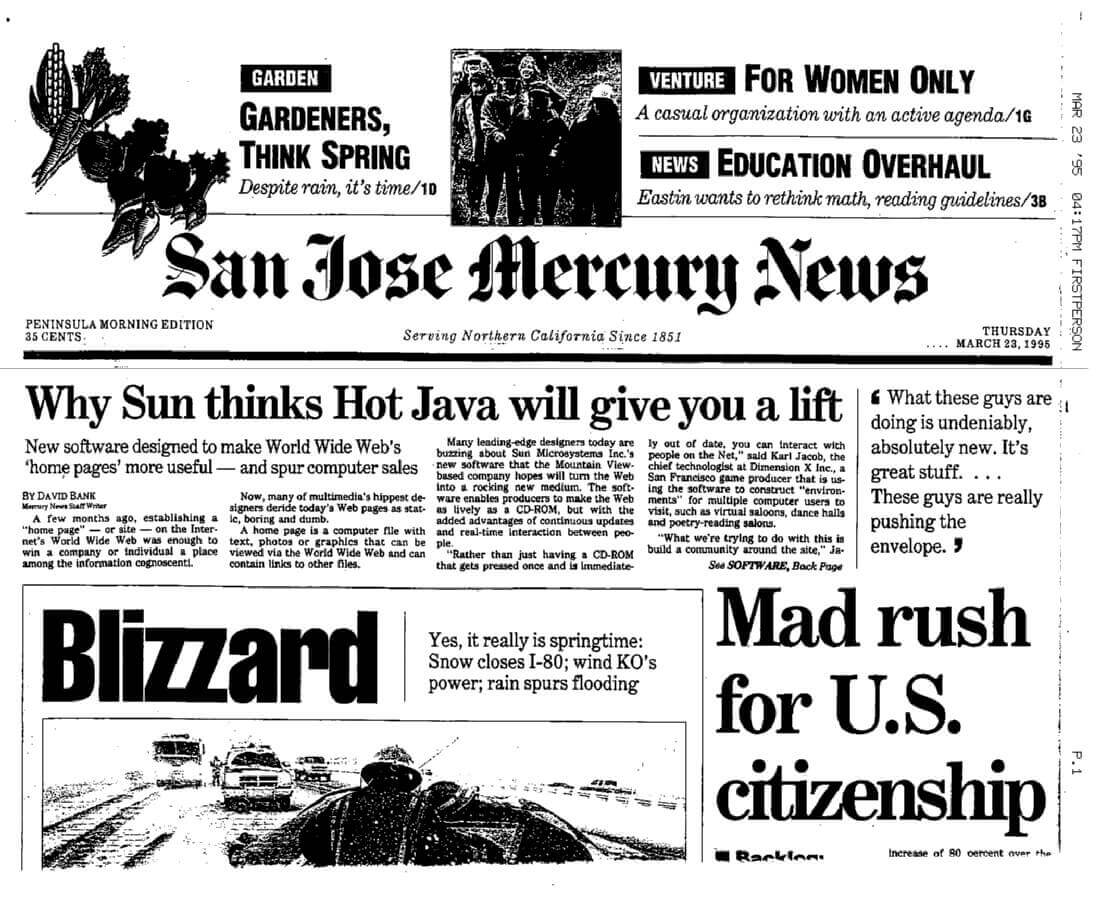 GARDEN
GARDENERS,
THINK SPRING
Despite rain, it's time/1D
VENTURE FOR WOMEN ONLY
A casual organization with an active agenda/1G
NEWS EDUCATION OVERHAUL
Eastin wants to rethink math, reading guidelines/3B
San Jose Mercury News
PENINSULA MORNING EDITION
35 CENTS
Serving Northern California Since 1851
THURSDAY
MARCH 23, 1995
Why Sun thinks Hot Java will give you a lift
New software designed to make World Wide Web's
'home pages' more useful — and spur computer sales
BY DAVID BANK
Mercury News Staff Writer
A few months ago, establishing a
"home page" — or site — on the Inter-
net's World Wide Web was enough to
win a company or individual a place
among the information cognoscenti.
Now, many of multimedia's hippest de-
signers deride today's Web pages as stat-
ic, boring and dumb.
A home page is a computer file with
text, photos or graphics that can be
viewed via the World Wide Web and can
contain links to other files.
Many leading-edge designers today are
buzzing about Sun Microsystems Inc.'s
new software that the Mountain View-
based company hopes will turn the Web
into a rocking new medium. The soft-
ware enables producers to make the Web
as lively as a CD-ROM, but with the
added advantages of continuous updates
and real-time interaction between peo-
ple.
"Rather than just having a CD-ROM
that gets pressed once and is immediate-
ly out of date, you can interact with
people on the Net," said Karl Jacob, the
chief technologist at Dimension X Inc., a
San Francisco game producer that is us-
ing the software to construct "environ-
ments" for multiple computer users to
visit, such as virtual saloons, dance halls
and poetry-reading salons.
"What we're trying to do with this is
build a community around the site," Ja-
See SOFTWARE, Back Page
‘ What these guys are
doing is undeniably,
absolutely new. It's
great stuff. . . .
These guys are really
pushing the
envelope. ’
Blizzard
Yes, it really is springtime:
Snow closes I-80; wind KO's
power; rain spurs flooding
Mad rush
for U.S.
citizenship
■ Backlog:
increase of 80 percent over the
MAR 23 '95 04:17PM FIRSTPERSON
P.1